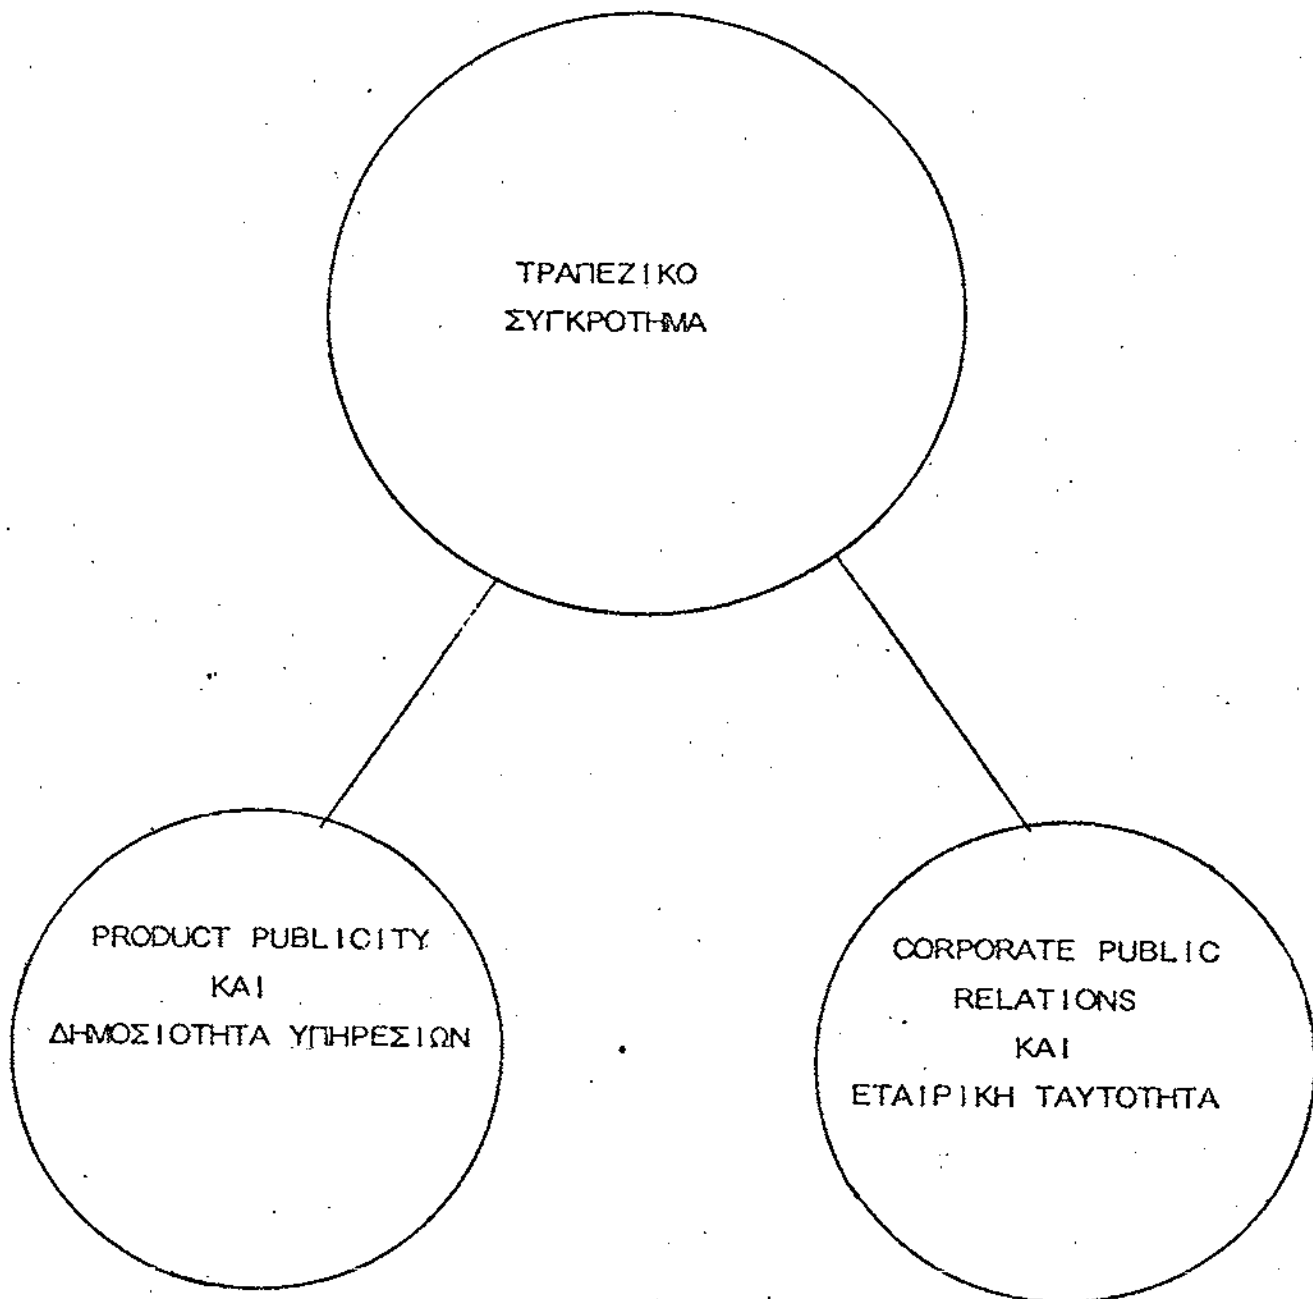 ΤΡΑΠΕΖΙΚΟ
ΣΥΓΚΡΟΤΗΜΑ
PRODUCT PUBLICITY
ΚΑΙ
ΔΗΜΟΣΙΟΤΗΤΑ ΥΠΗΡΕΣΙΩΝ
CORPORATE PUBLIC
RELATIONS
ΚΑΙ
ΕΤΑΙΡΙΚΗ ΤΑΥΤΟΤΗΤΑ